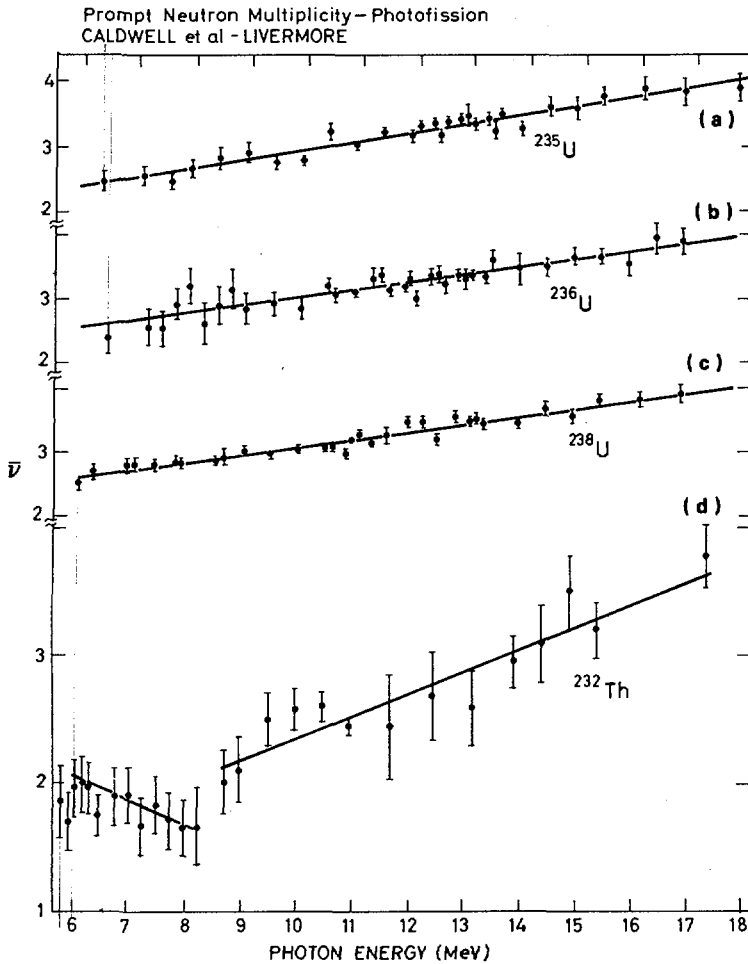 Prompt Neutron Multiplicity - Photofission
CALDWELL et al - LIVERMORE
4
(a)
3
235U
2
(b)
3
236U
2
(c)
3
238U
ν̅
2
(d)
3
232Th
2
1
6 7 8 9 10 11 12 13 14 15 16 17 18
PHOTON ENERGY (MeV)